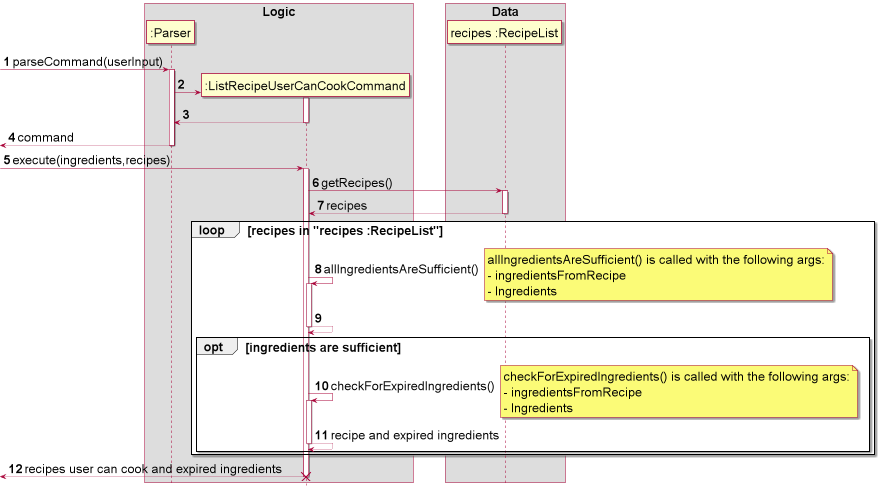 Logic
Data
:Parser
recipes :RecipeList
1 parseCommand(userInput)
2
:ListRecipeUserCanCookCommand
3
4 command
5 execute(ingredients,recipes)
6 getRecipes()
7 recipes
loop [recipes in "recipes :RecipeList"]
8 allIngredientsAreSufficient()
allIngredientsAreSufficient() is called with the following args:
- ingredientsFromRecipe
- Ingredients
9
opt [ingredients are sufficient]
10 checkForExpiredIngredients()
checkForExpiredIngredients() is called with the following args:
- ingredientsFromRecipe
- Ingredients
11 recipe and expired ingredients
12 recipes user can cook and expired ingredients